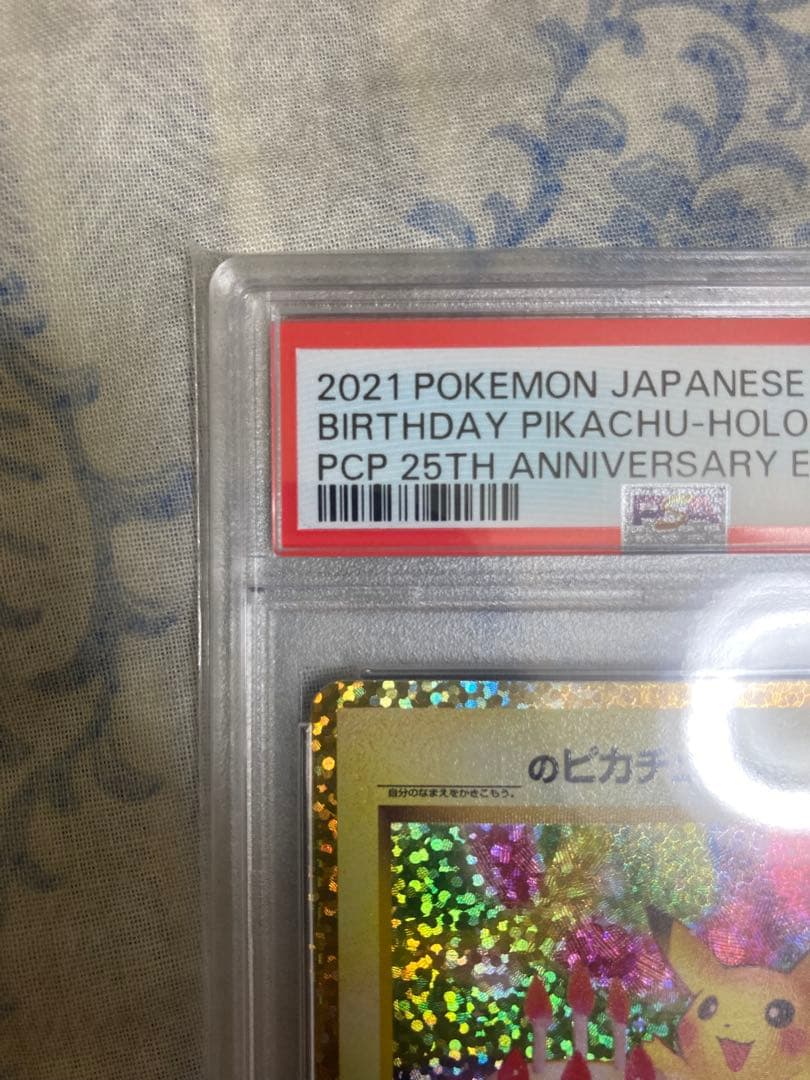 2021 POKEMON JAPANESE
BIRTHDAY PIKACHU-HOLO
PCP 25TH ANNIVERSARY E
PSA
のピカチュ
自分のなまえをかきこもう。